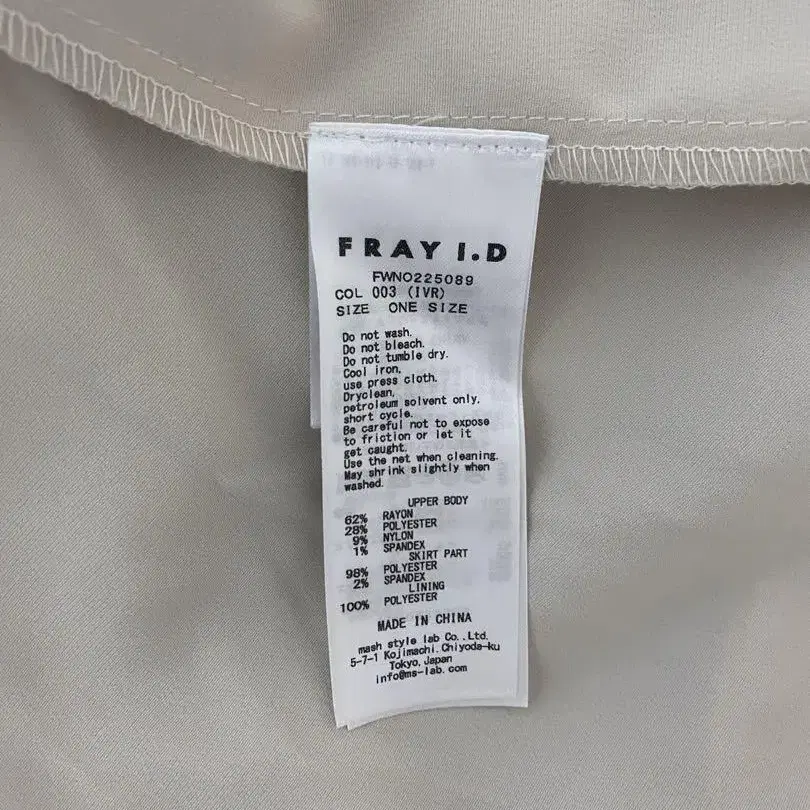 FRAY I.D
FWNO225089
COL 003 (IVR)
SIZE ONE SIZE
Do not wash.
Do not bleach.
Do not tumble dry.
Cool iron,
use press cloth.
Dryclean,
petroleum solvent only,
short cycle.
Be careful not to expose
to friction or let it
get caught.
Use the net when cleaning.
May shrink slightly when
washed.
UPPER BODY
62% RAYON
28% POLYESTER
9% NYLON
1% SPANDEX
SKIRT PART
98% POLYESTER
2% SPANDEX
LINING
100% POLYESTER
MADE IN CHINA
mash style lab Co.,Ltd.
5-7-1 Kojimachi.Chiyoda-ku
Tokyo,Japan
info@ms-lab.com